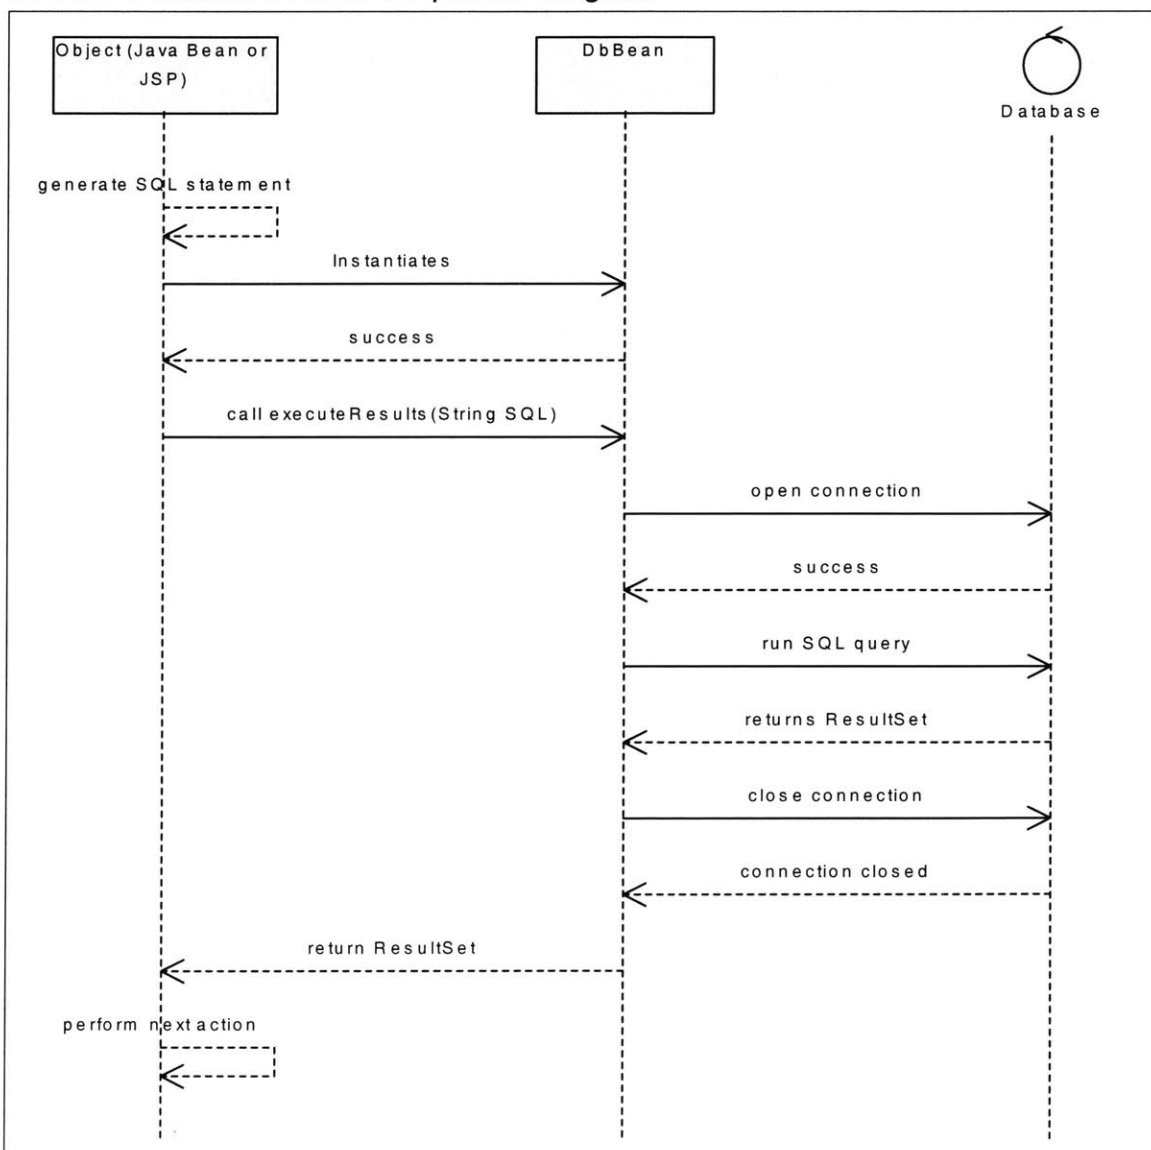 Object(Java Bean or
JSP)
DbBean
Database
generate SQL statement
Instantiates
success
call executeResults(String SQL)
open connection
success
run SQL query
returns ResultSet
close connection
connection closed
return ResultSet
perform next action